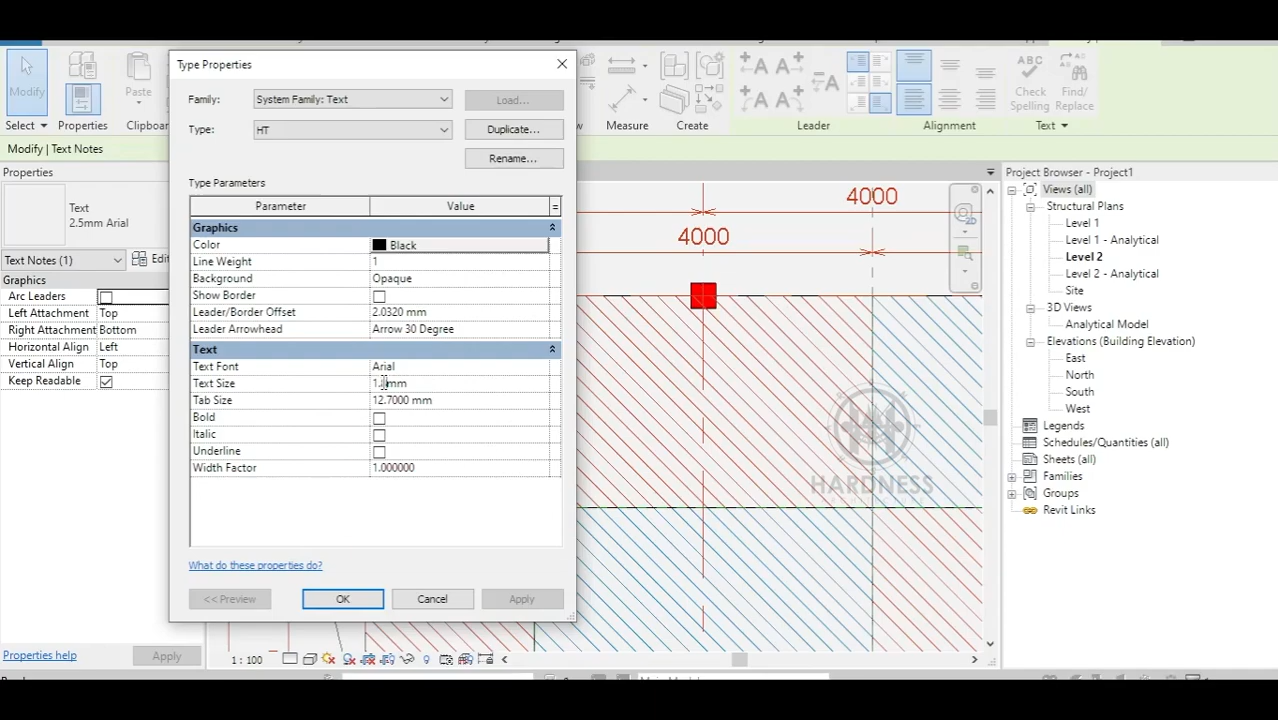 Type Properties
Family:
System Family: Text
Load...
Type:
HT
Duplicate...
Rename...
Type Parameters
Parameter
Value
=
Graphics
Color
Black
Line Weight
1
Background
Opaque
Show Border
Leader/Border Offset
2.0320 mm
Leader Arrowhead
Arrow 30 Degree
Text
Text Font
Arial
Text Size
mm
Tab Size
12.7000 mm
Bold
Italic
Underline
Width Factor
1.000000
What do these properties do?
<< Preview
OK
Cancel
Apply
Modify
Paste
Select
Properties
Clipboard
Measure
Create
Leader
Check
Spelling
Find/
Replace
ABC
Alignment
Text
Modify | Text Notes
Properties
Text
2.5mm Arial
Text Notes (1)
Graphics
Arc Leaders
Left Attachment
Top
Right Attachment
Bottom
Horizontal Align
Left
Vertical Align
Top
Keep Readable
Properties help
Apply
4000
4000
2D
HARDNESS
1 : 100
Project Browser - Project1
Views (all)
Structural Plans
Level 1
Level 1 - Analytical
Level 2
Level 2 - Analytical
Site
3D Views
Analytical Model
Elevations (Building Elevation)
East
North
South
West
Legends
Schedules/Quantities (all)
Sheets (all)
Families
Groups
Revit Links